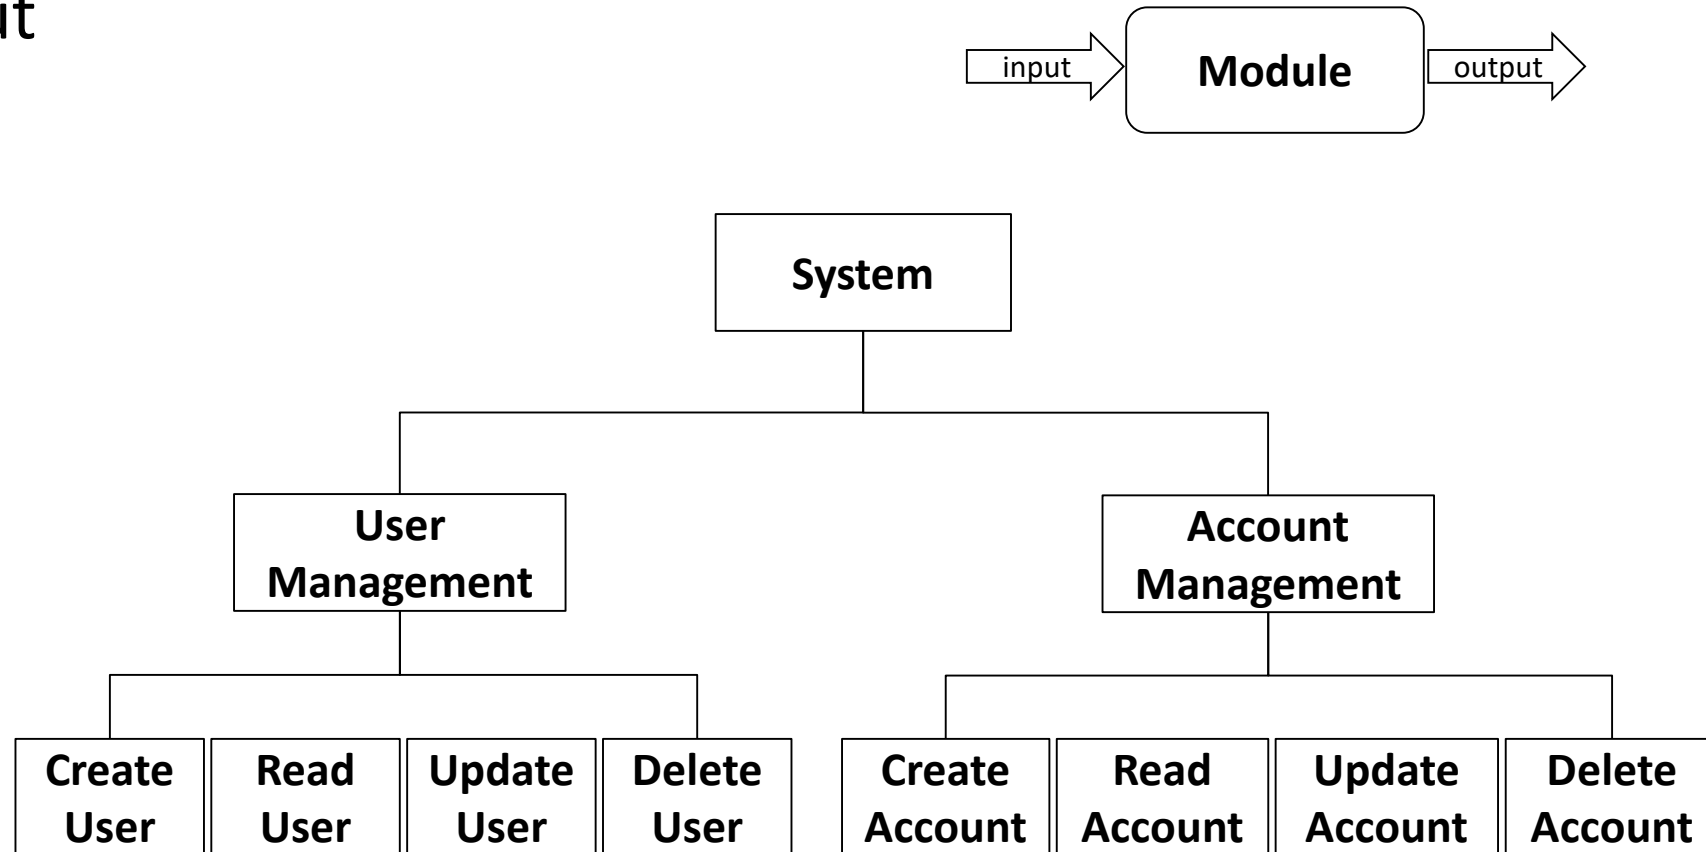 input
Module
output
System
User
Management
Account
Management
Create
User
Read
User
Update
User
Delete
User
Create
Account
Read
Account
Update
Account
Delete
Account